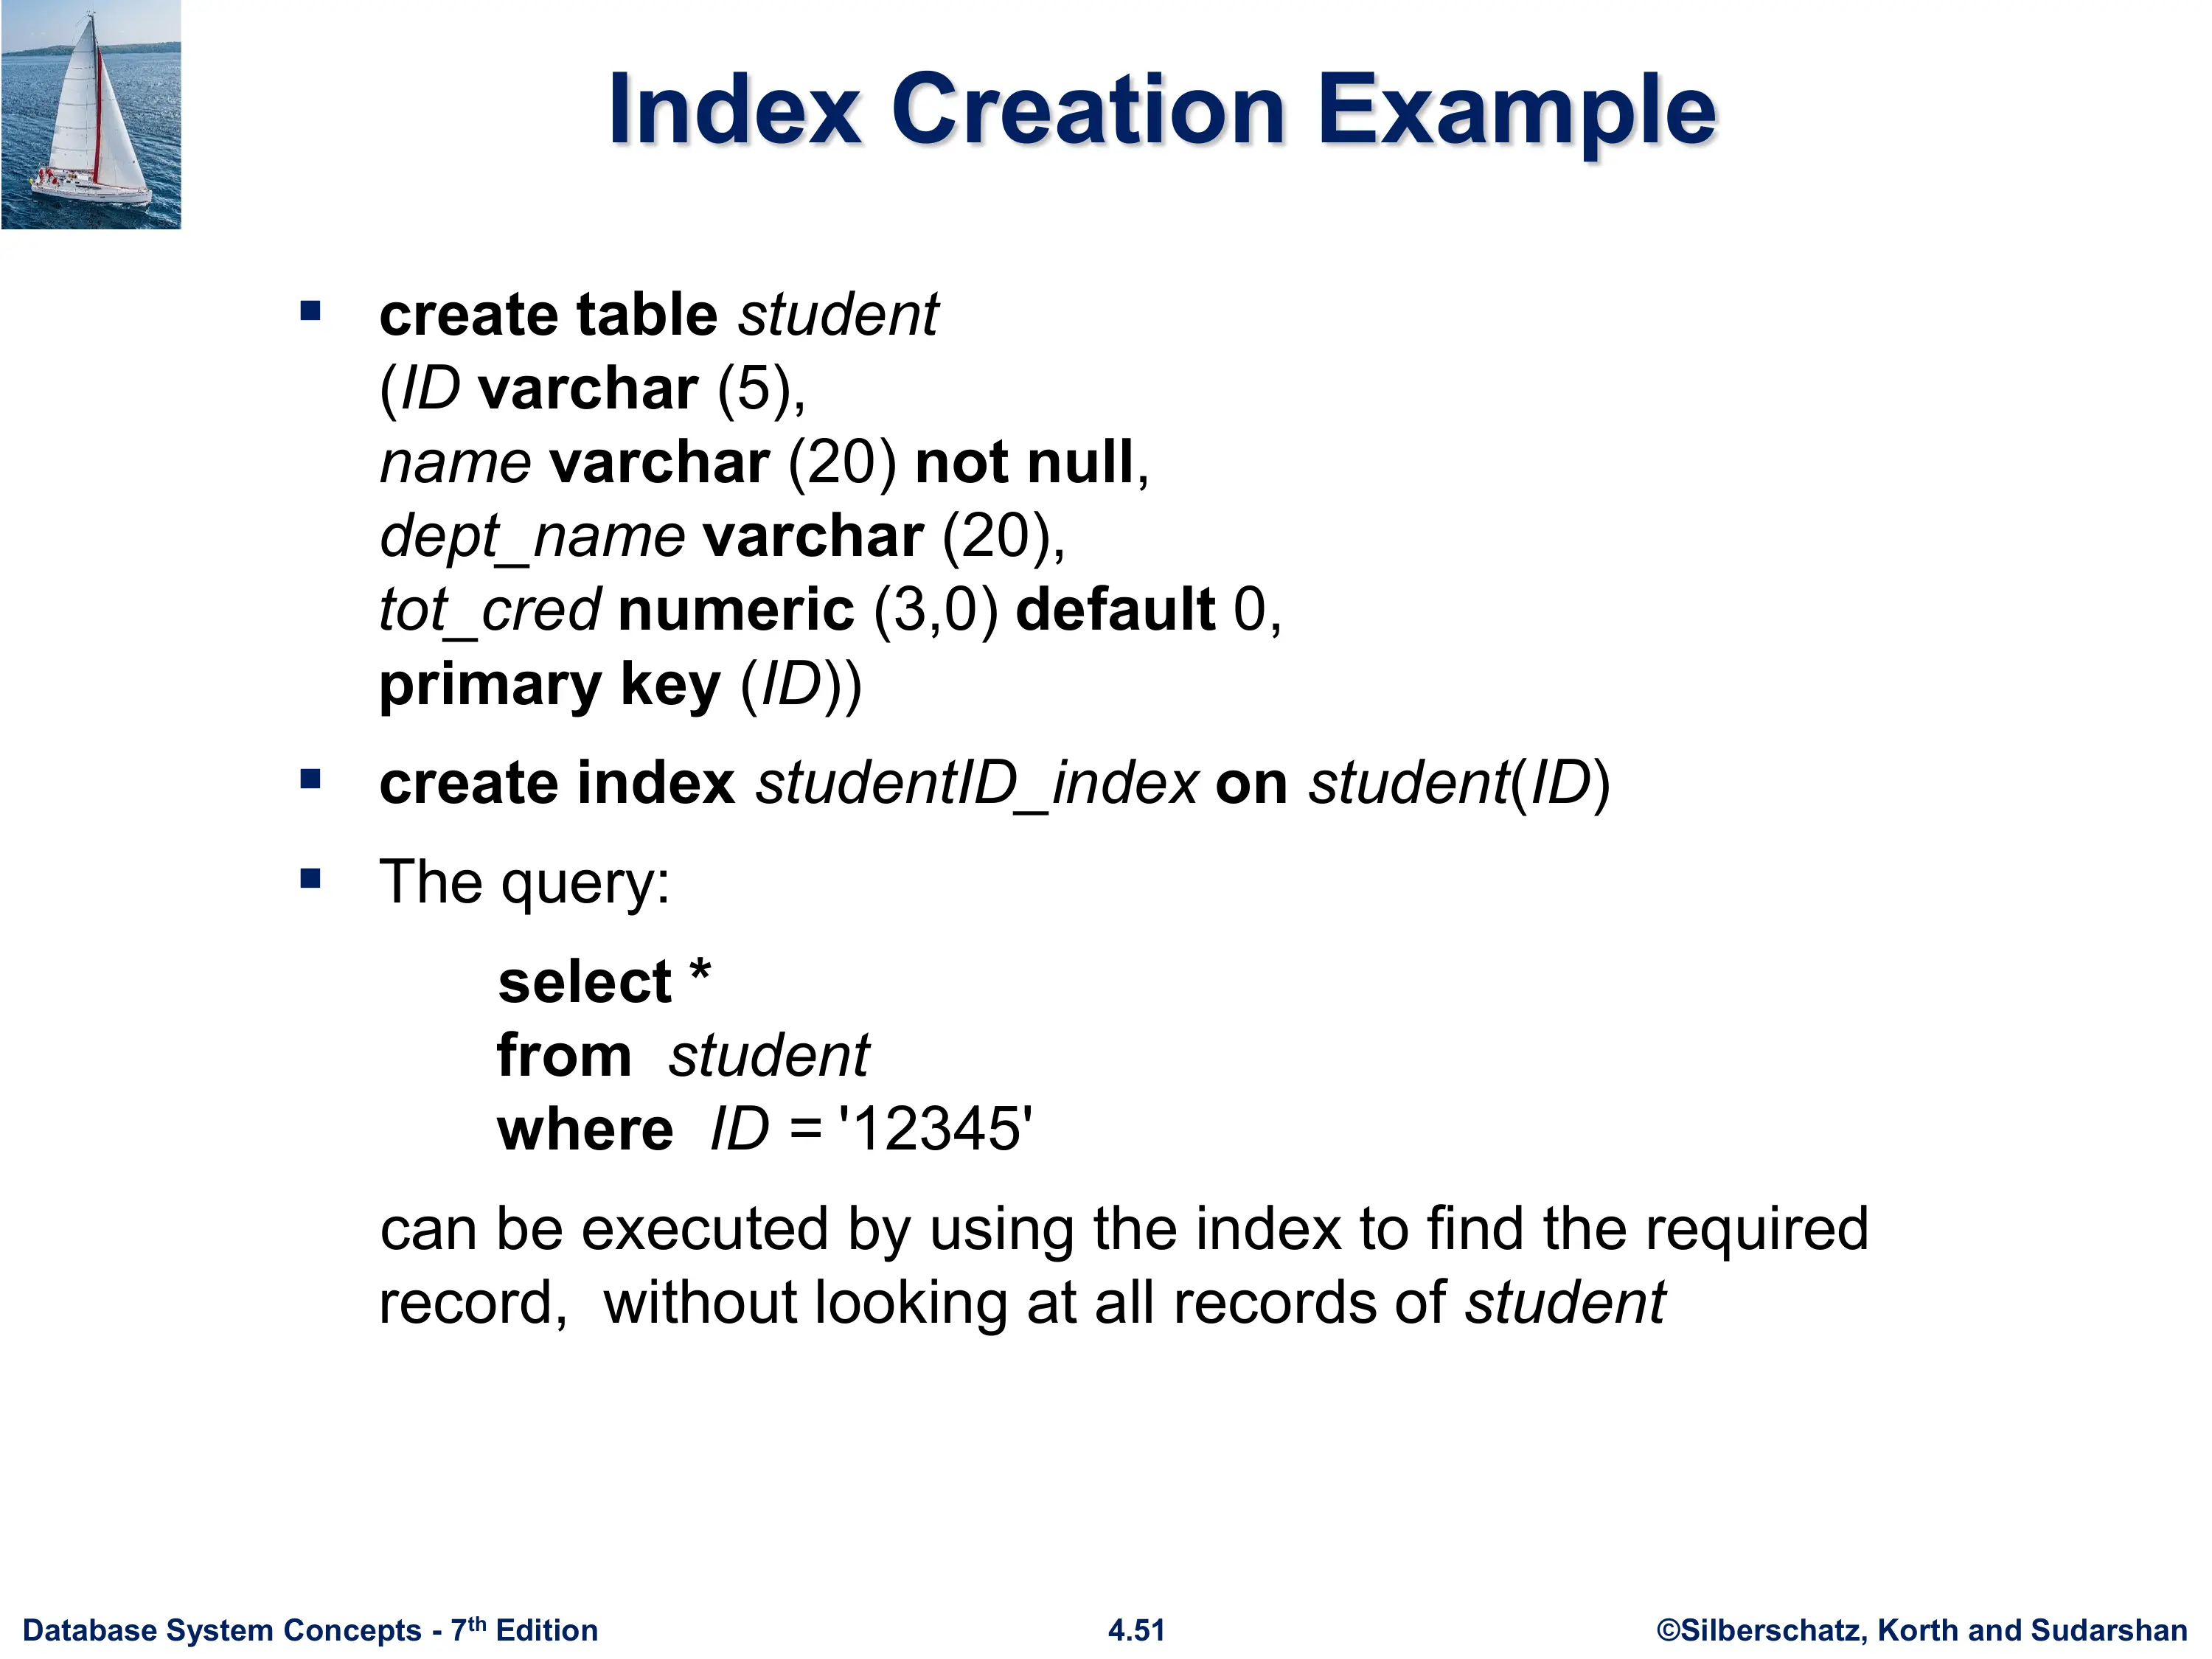 Index Creation Example
▪ create table student
(ID varchar (5),
name varchar (20) not null,
dept_name varchar (20),
tot_cred numeric (3,0) default 0,
primary key (ID))
▪ create index studentID_index on student(ID)
▪ The query:
select *
from student
where ID = '12345'
can be executed by using the index to find the required
record, without looking at all records of student
Database System Concepts - 7th Edition
4.51
©Silberschatz, Korth and Sudarshan